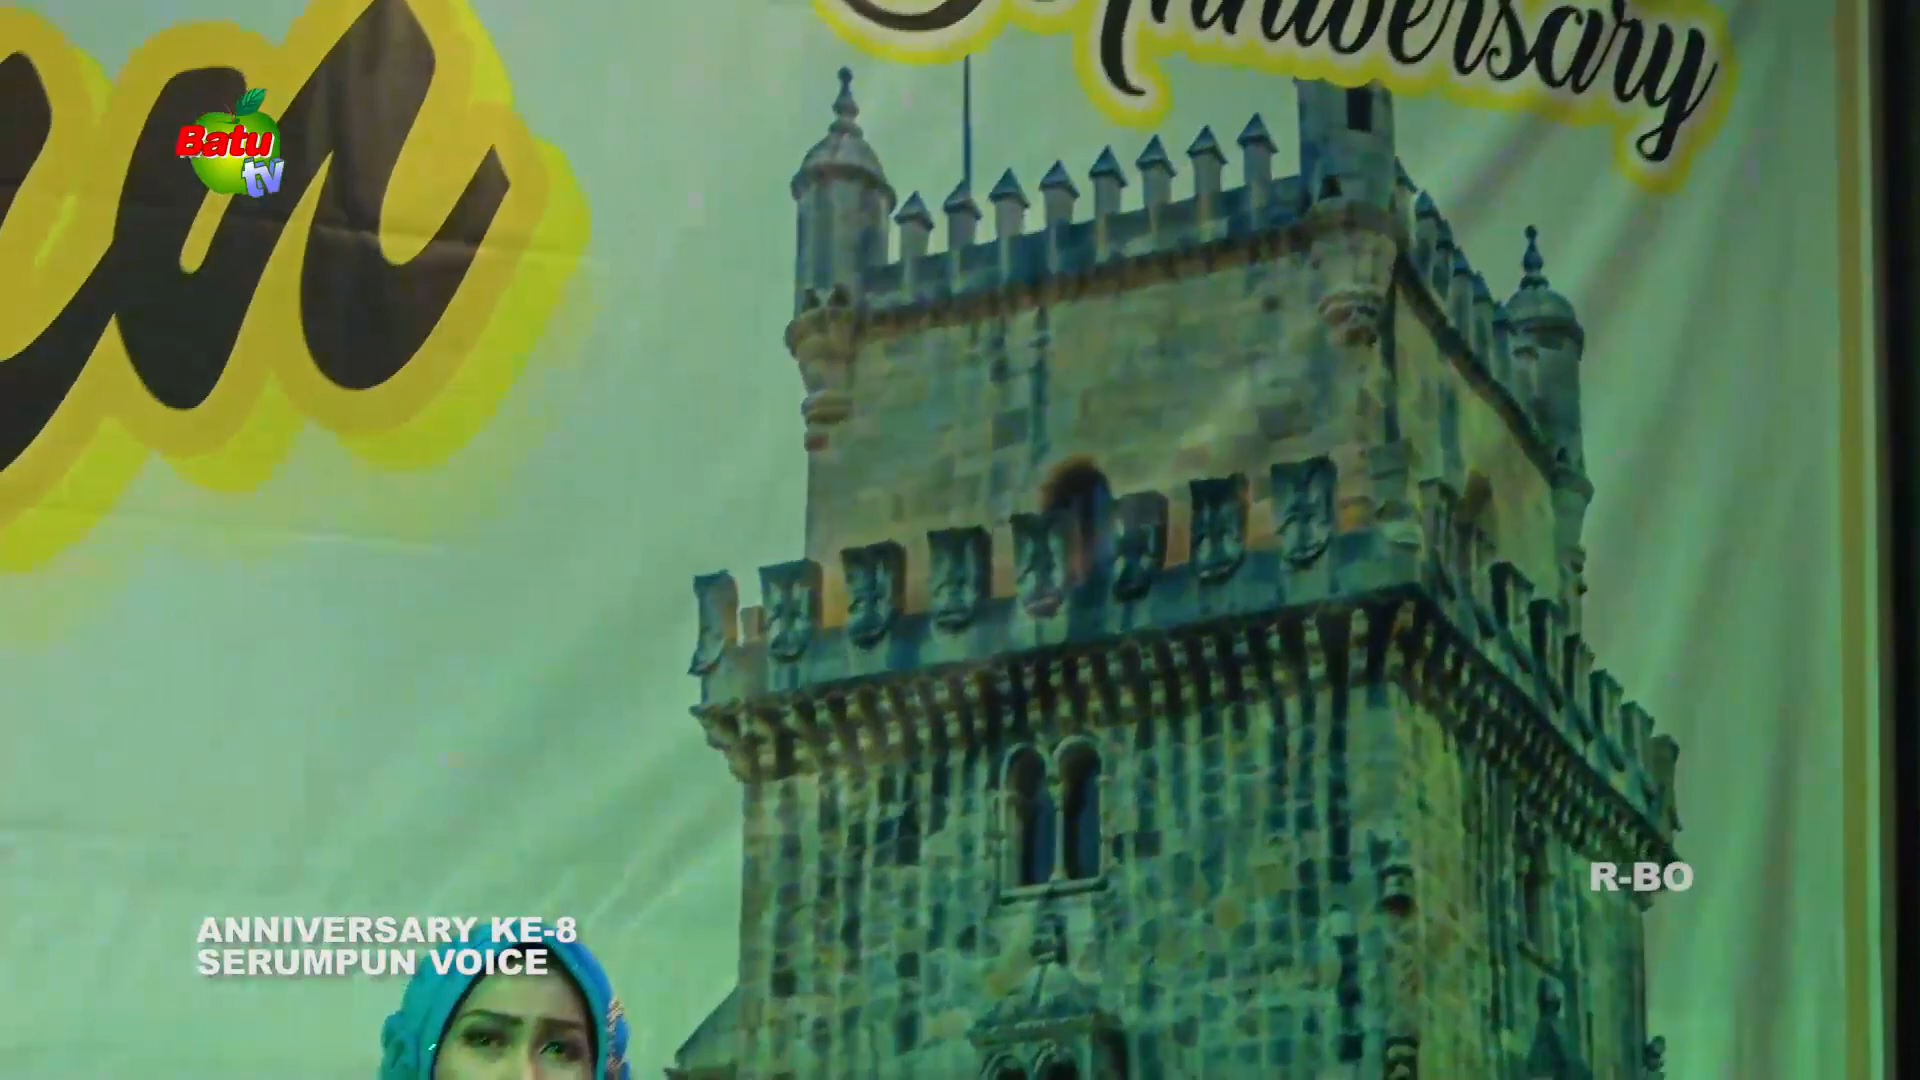 Anniversary
Batu
tv
R-BO
ANNIVERSARY KE-8
SERUMPUN VOICE